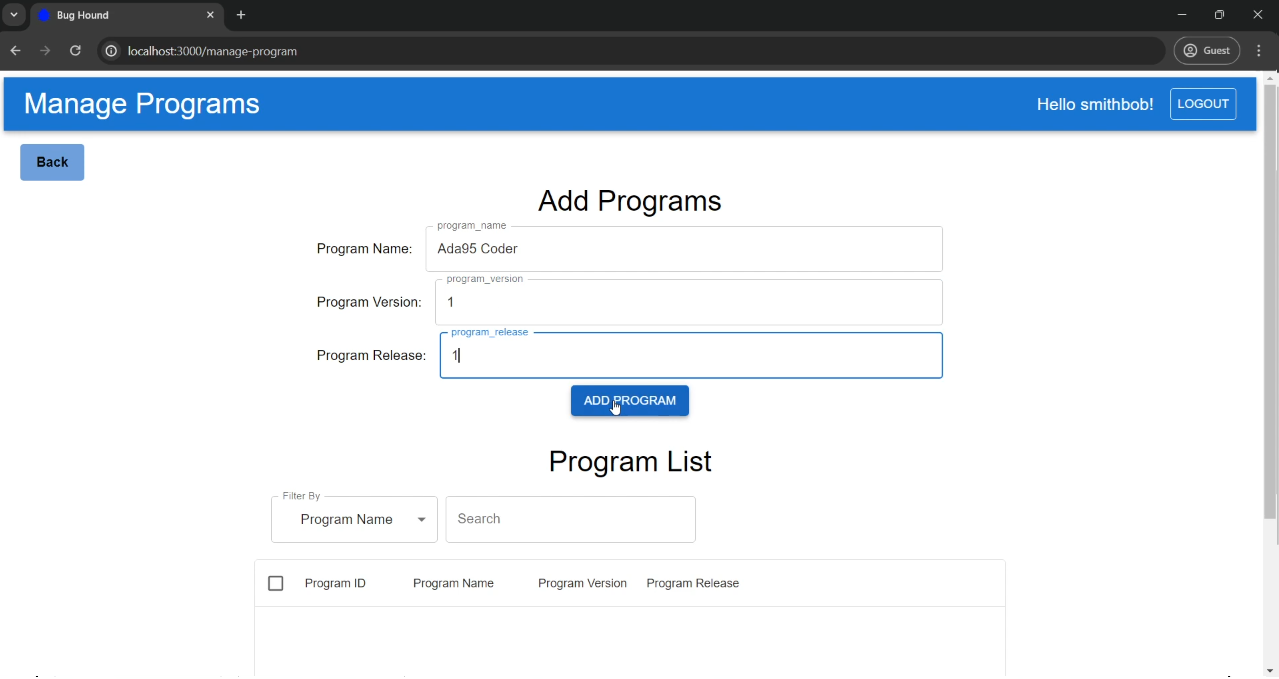 Bug Hound
localhost:3000/manage-program
Guest
Manage Programs
Hello smithbob!
LOGOUT
Back
Add Programs
program_name
Program Name:
Ada95 Coder
program_version
Program Version:
1
program_release
Program Release:
1
ADD PROGRAM
Program List
Filter By
Program Name
Search
Program ID Program Name Program Version Program Release